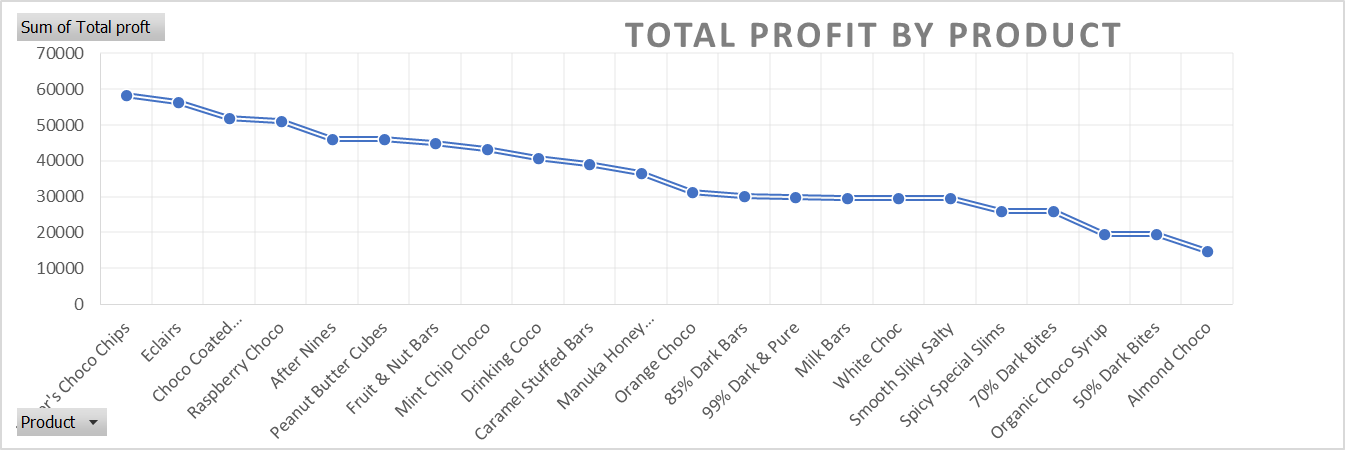 Sum of Total proft
TOTAL PROFIT BY PRODUCT
70000
60000
50000
40000
30000
20000
10000
0
er's Choco Chips
Eclairs
Choco Coated...
Raspberry Choco
After Nines
Peanut Butter Cubes
Fruit & Nut Bars
Mint Chip Choco
Drinking Coco
Caramel Stuffed Bars
Manuka Honey...
Orange Choco
85% Dark Bars
99% Dark & Pure
Milk Bars
White Choc
Smooth Sliky Salty
Spicy Special Slims
70% Dark Bites
Organic Choco Syrup
50% Dark Bites
Almond Choco
Product